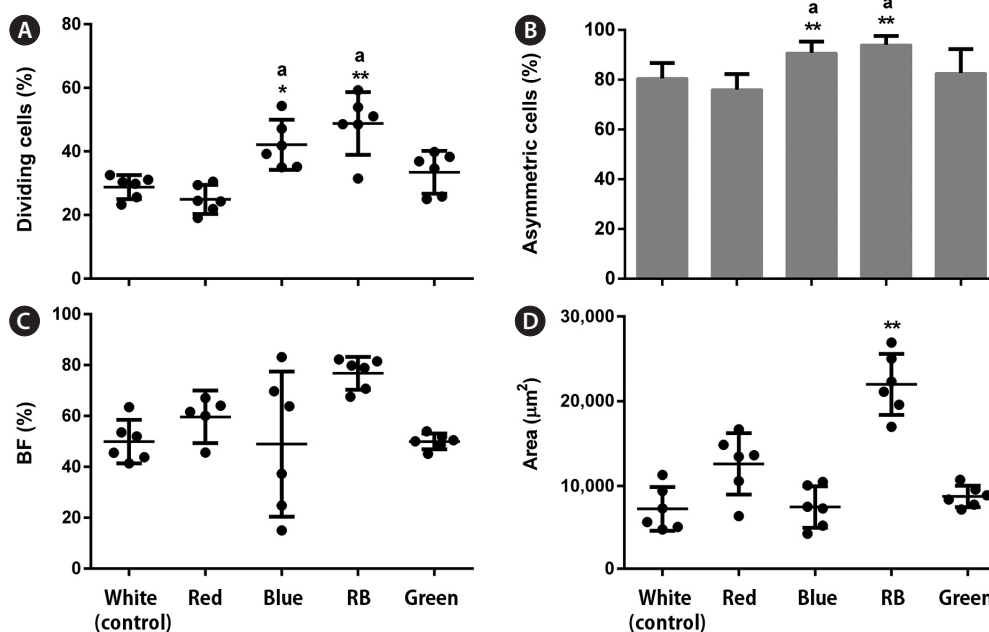 A
Dividing cells (%)
80
60
40
20
0
a
*
a
**
B
Asymmetric cells (%)
100
80
60
40
20
0
a
**
a
**
C
BF (%)
100
80
60
40
20
0
White
(control)
Red
Blue
RB
Green
D
Area (µm²)
30,000
20,000
10,000
0
**
White
(control)
Red
Blue
RB
Green